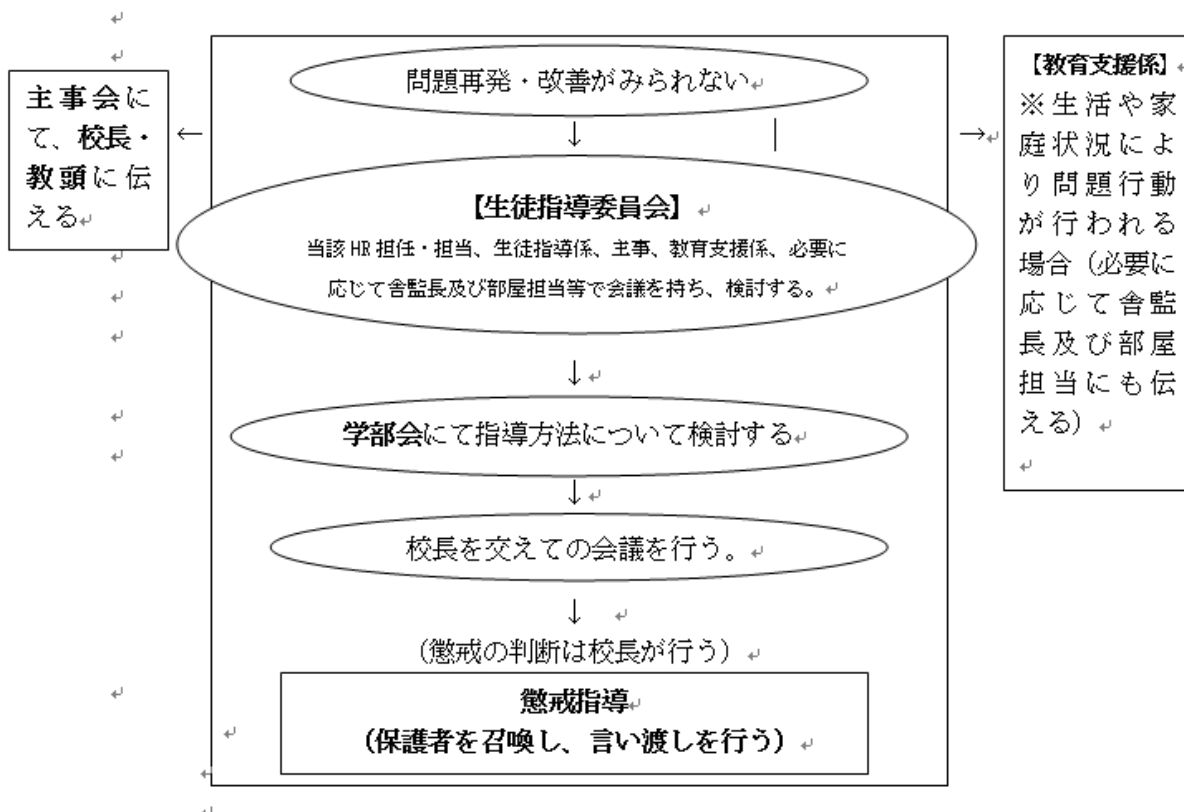 問題再発・改善がみられない
↓
【生徒指導委員会】
当該HR担任・担当、生徒指導係、主事、教育支援係、必要に
応じて舎監長及び部屋担当等で会議を持ち、検討する。
↓
学部会にて指導方法について検討する
↓
校長を交えての会議を行う。
↓
(懲戒の判断は校長が行う)
懲戒指導
(保護者を召喚し、言い渡しを行う)
←
主事会に
て、校長・
教頭に伝
える
→
【教育支援係】
※生活や家
庭状況によ
り問題行動
が行われる
場合（必要に
応じて舎監
長及び部屋
担当にも伝
える）